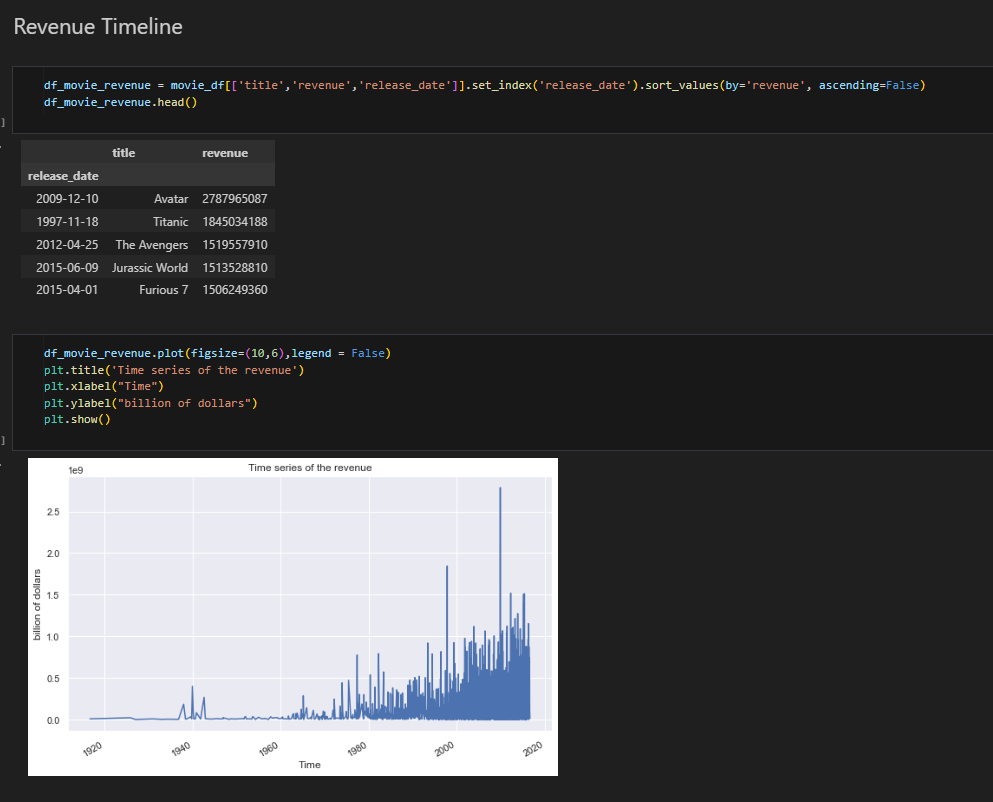 Revenue Timeline
df_movie_revenue = movie_df[['title','revenue','release_date']].set_index('release_date').sort_values(by='revenue', ascending=False)
df_movie_revenue.head()
]
title revenue
release_date
2009-12-10 Avatar 2787965087
1997-11-18 Titanic 1845034188
2012-04-25 The Avengers 1519557910
2015-06-09 Jurassic World 1513528810
2015-04-01 Furious 7 1506249360
df_movie_revenue.plot(figsize=(10,6),legend = False)
plt.title('Time series of the revenue')
plt.xlabel("Time")
plt.ylabel("billion of dollars")
plt.show()
]
Time series of the revenue
1e9
2.5
2.0
1.5
1.0
0.5
0.0
billion of dollars
1920 1940 1960 1980 2000 2020
Time